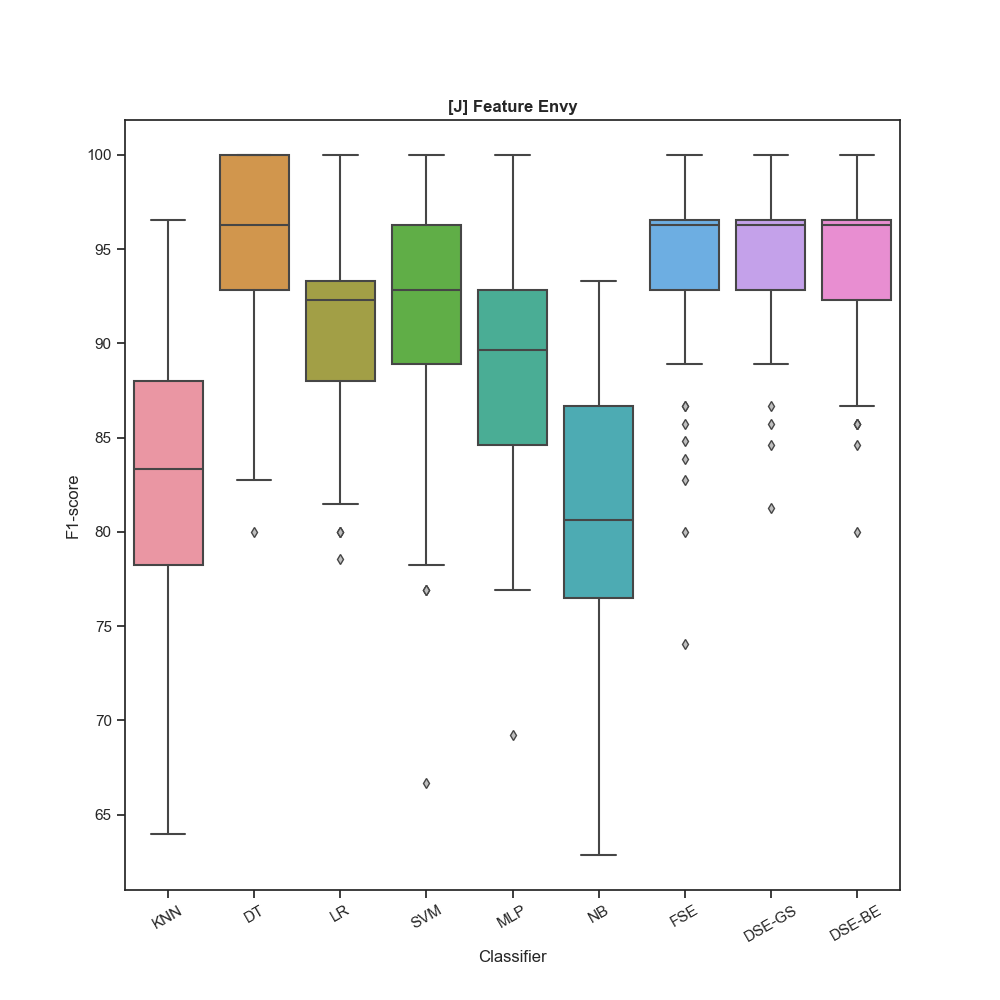 [J] Feature Envy
F1-score
100
95
90
85
80
75
70
65
KNN
DT
LR
SVM
MLP
NB
FSE
DSE-GS
DSE-BE
Classifier